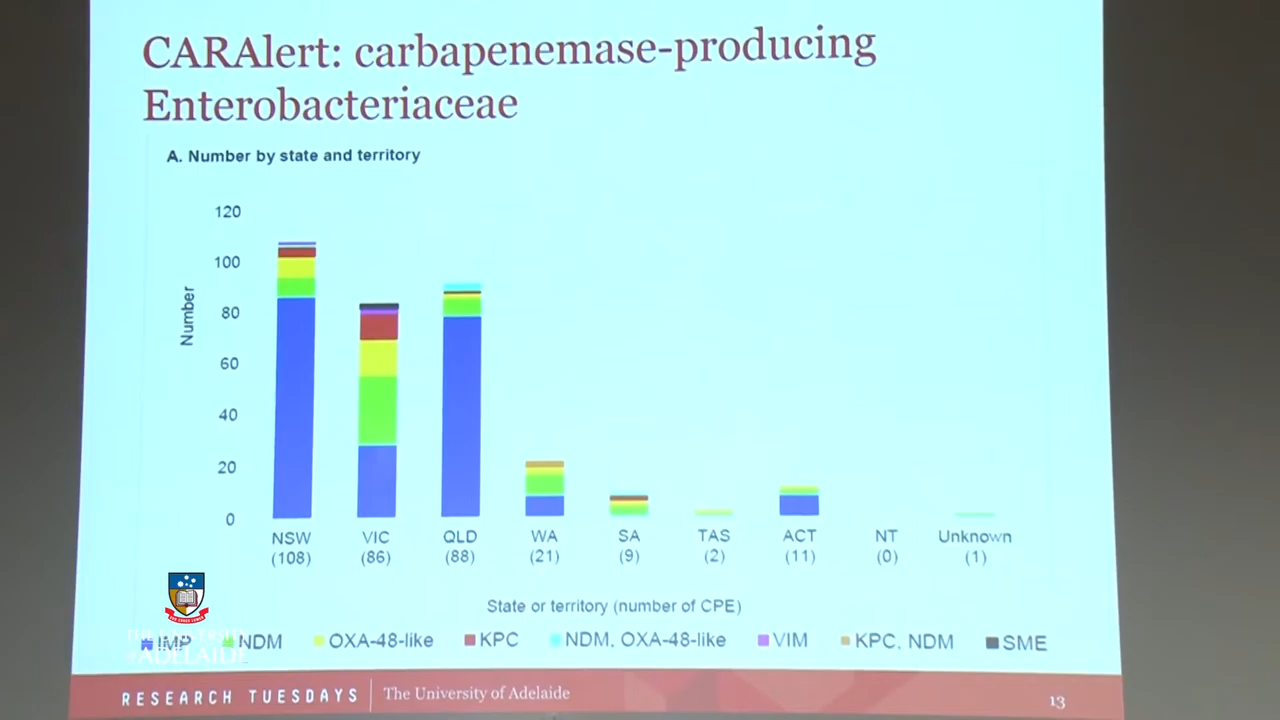 CARAlert: carbapenemase-producing
Enterobacteriaceae
A. Number by state and territory
120
100
80
60
40
20
0
Number
NSW VIC QLD WA SA TAS ACT NT Unknown
(108) (86) (88) (21) (9) (2) (11) (0) (1)
State or territory (number of CPE)
IMP NDM OXA-48-like KPC NDM, OXA-48-like VIM KPC, NDM SME
THE UNIVERSITY
of ADELAIDE
RESEARCH TUESDAYS The University of Adelaide 13